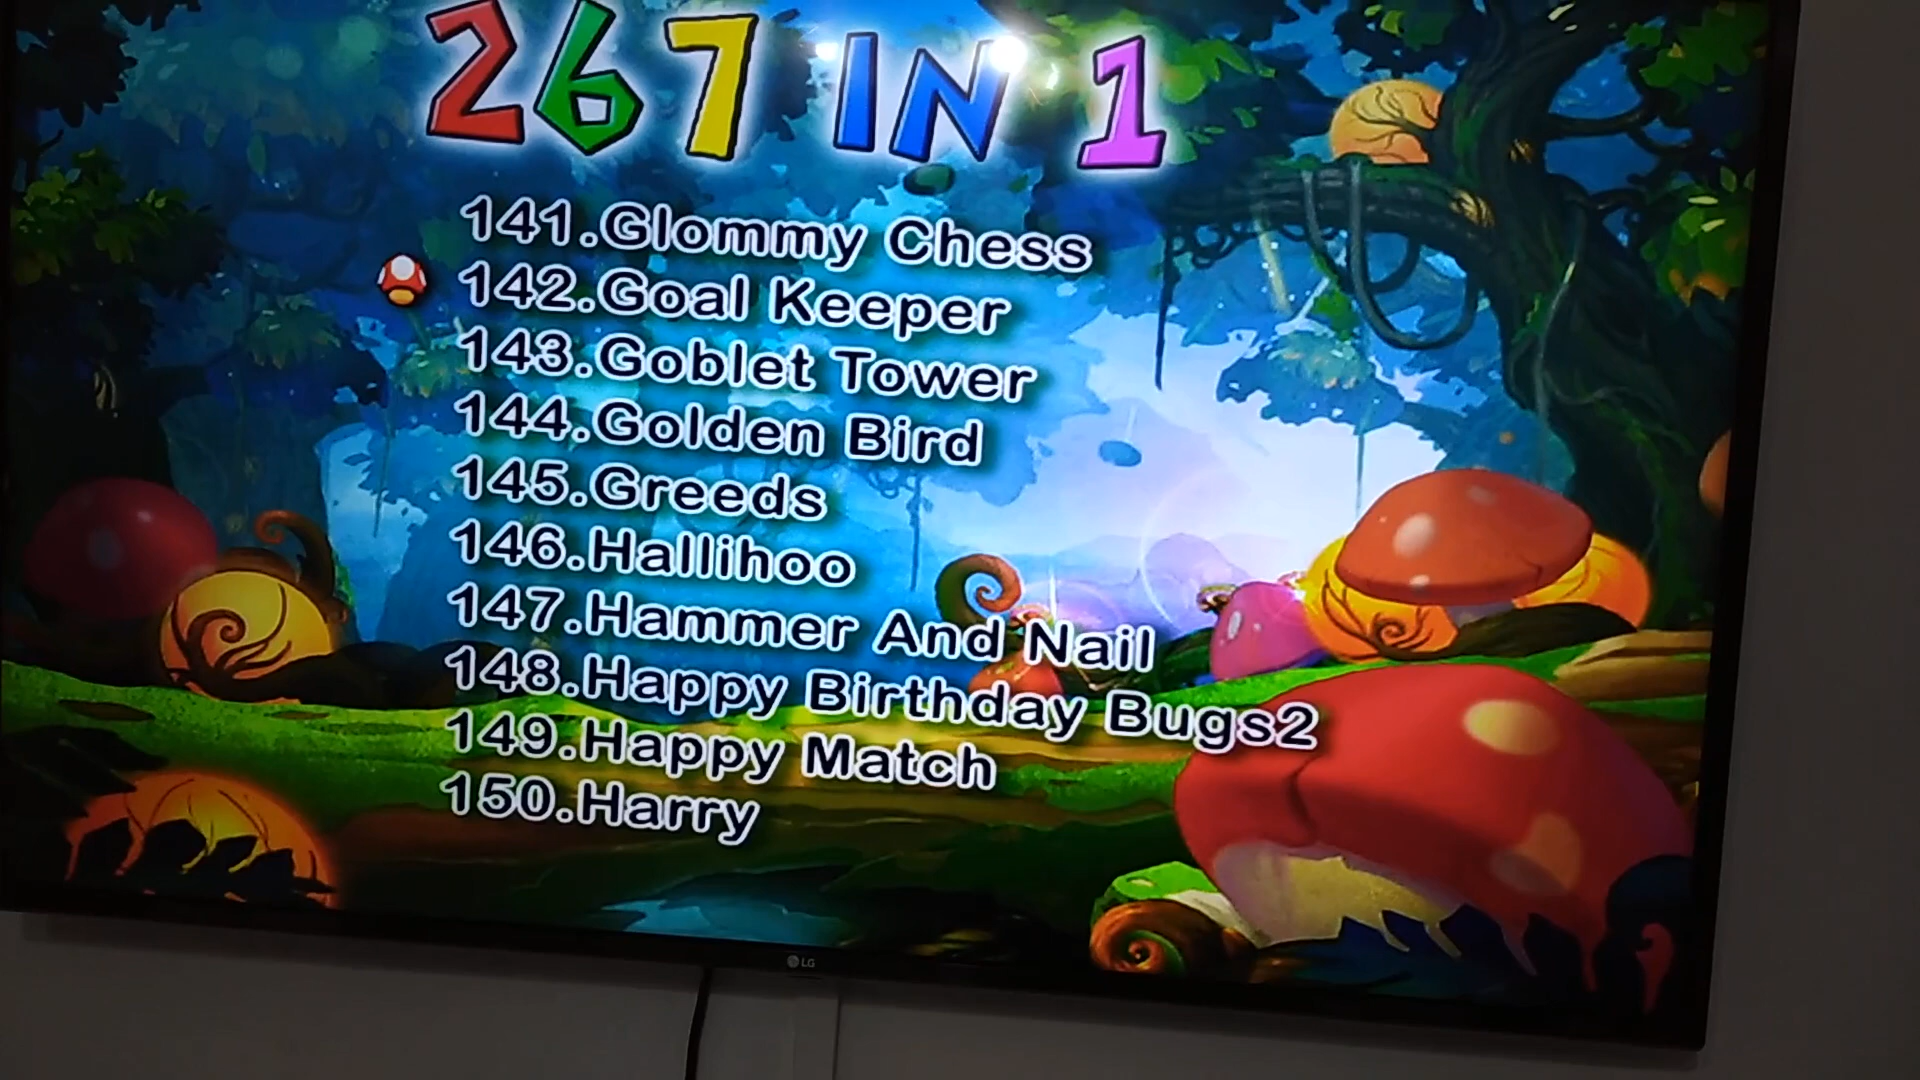 267 IN 1
141.Glommy Chess
142.Goal Keeper
143.Goblet Tower
144.Golden Bird
145.Greeds
146.Hallihoo
147.Hammer And Nail
148.Happy Birthday Bugs2
149.Happy Match
150.Harry
LG